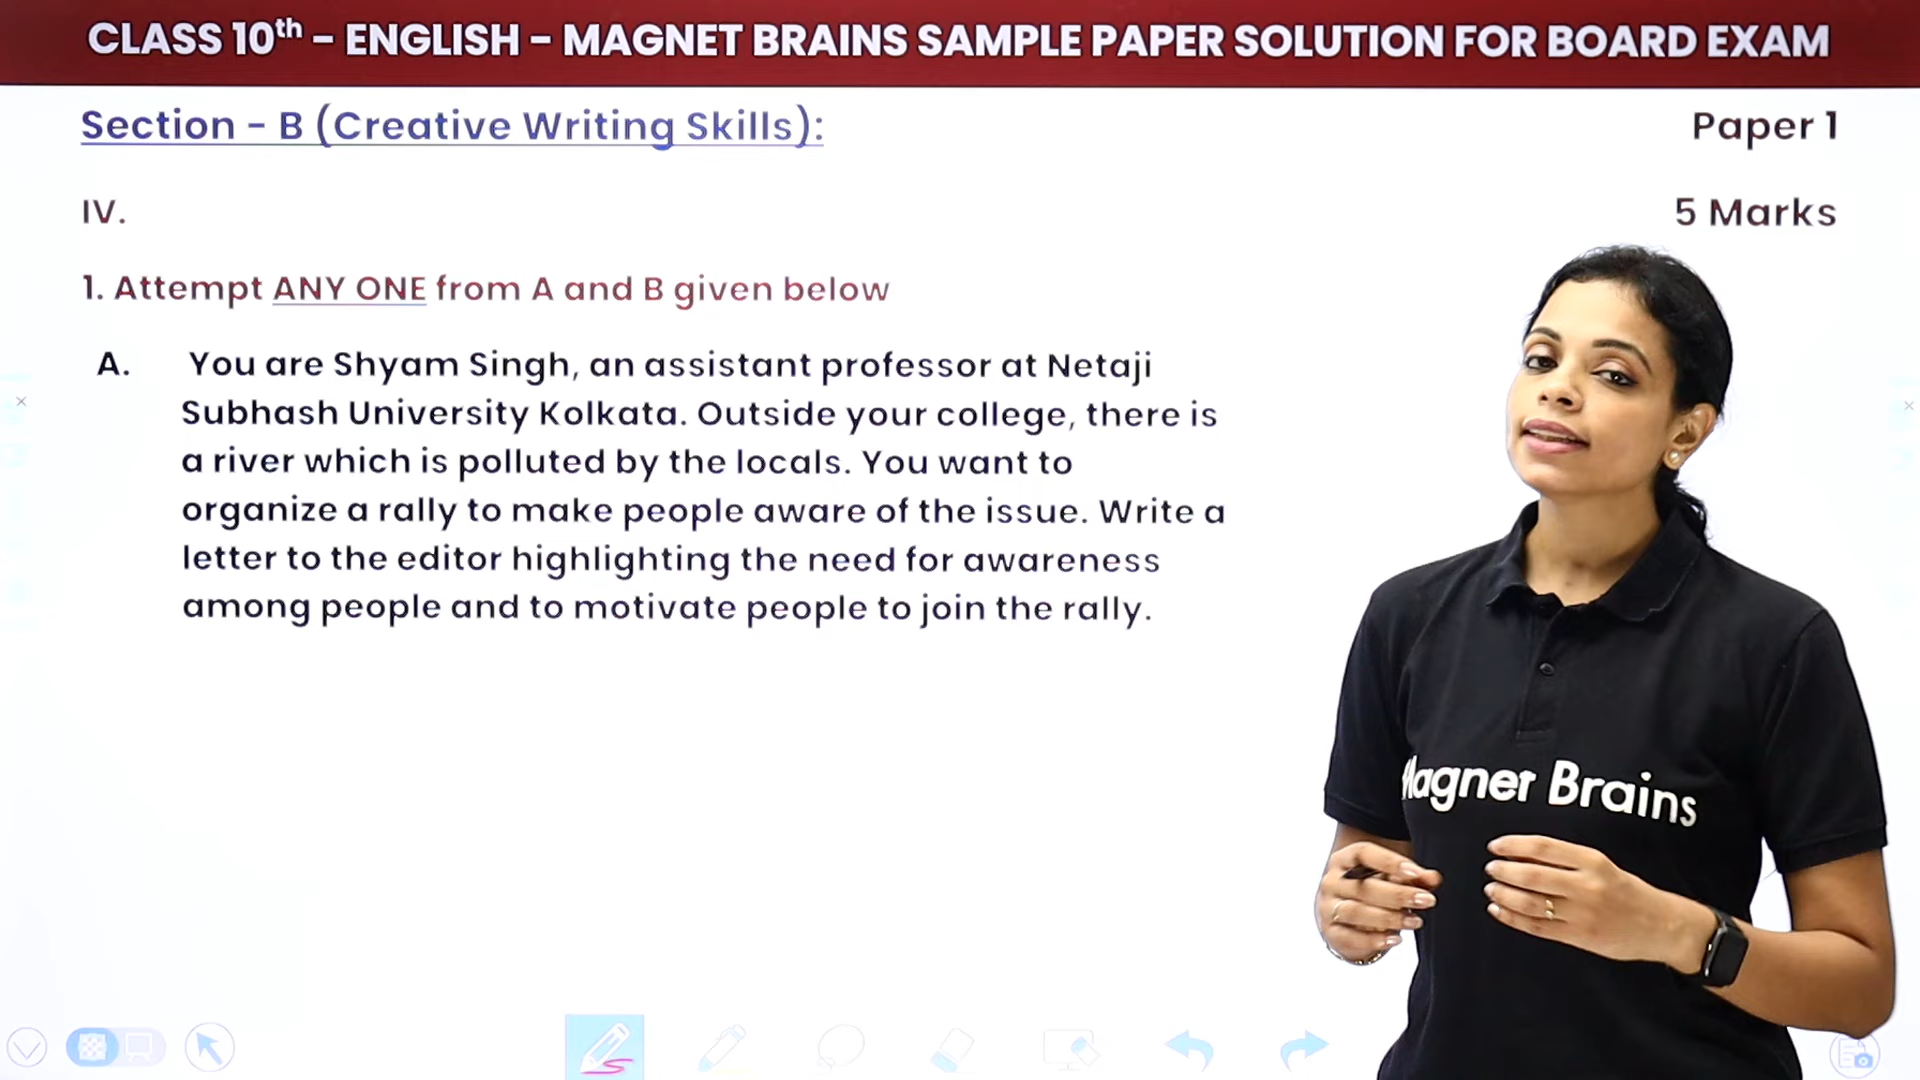 CLASS 10th - ENGLISH - MAGNET BRAINS SAMPLE PAPER SOLUTION FOR BOARD EXAM
Section - B (Creative Writing Skills):
Paper 1
IV.
5 Marks
1. Attempt ANY ONE from A and B given below
A. You are Shyam Singh, an assistant professor at Netaji
Subhash University Kolkata. Outside your college, there is
a river which is polluted by the locals. You want to
organize a rally to make people aware of the issue. Write a
letter to the editor highlighting the need for awareness
among people and to motivate people to join the rally.
Magnet Brains